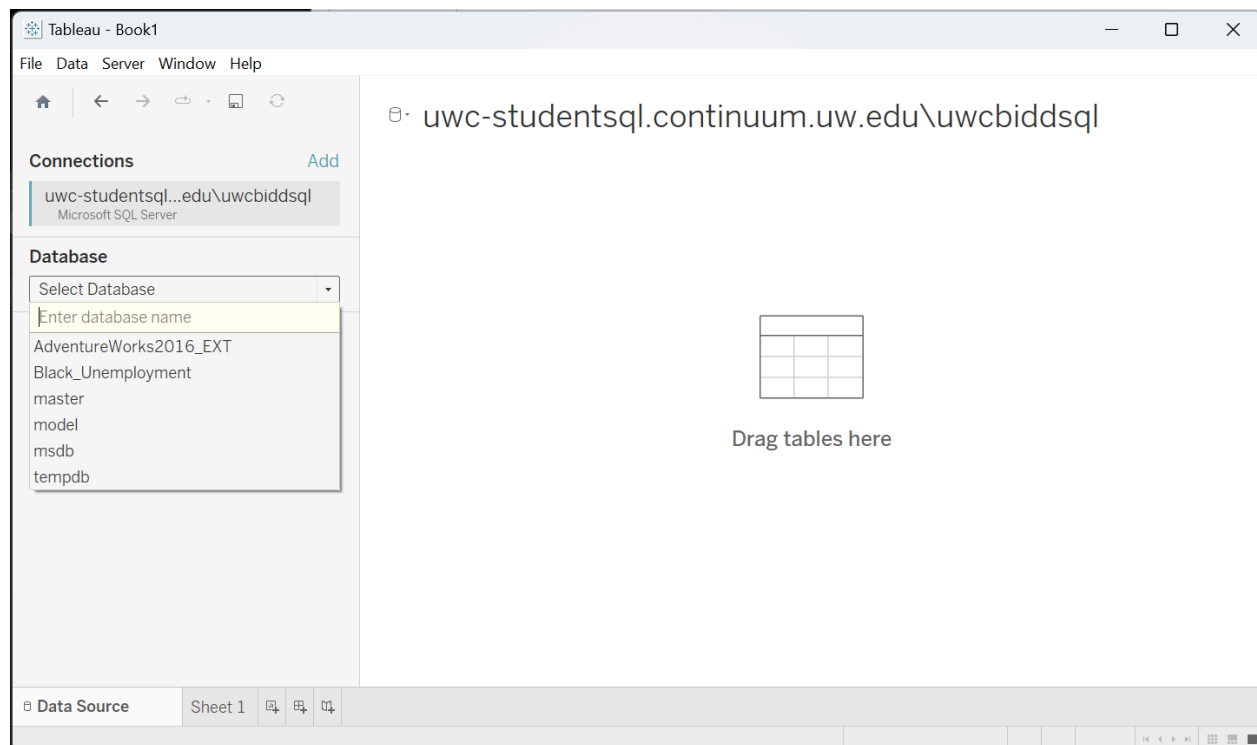 Tableau - Book1
File Data Server Window Help
uwc-studentsql.continuum.uw.edu\uwcbiddsql
Connections Add
uwc-studentsql...edu\uwcbiddsql
Microsoft SQL Server
Database
Select Database
Enter database name
AdventureWorks2016_EXT
Black_Unemployment
master
model
msdb
tempdb
Drag tables here
Data Source Sheet 1